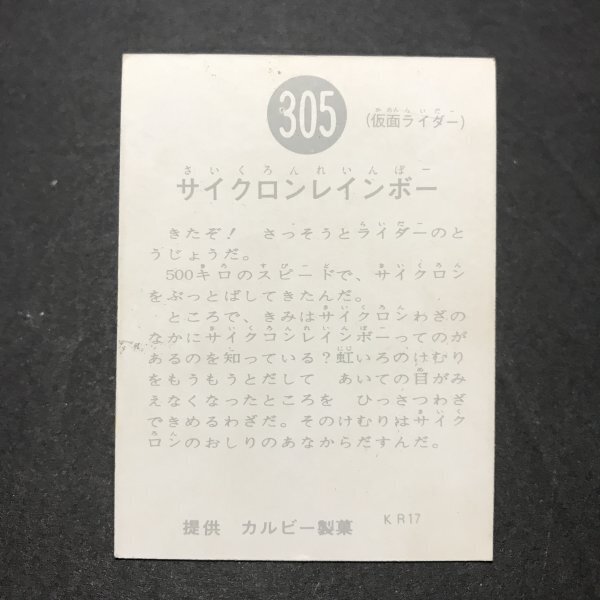 305
(仮面ライダー)
かめんらいだー
さいくろんれいんぼー
サイクロンレインボー
きたぞ! さっそうとライダーのと
うじょうだ。
500キロのスピードで、サイクロン
をぶっとばしてきたんだ。
ところで、きみはサイクロンわざの
なかにサイクロンレインボーってのが
あるのを知っている?虹いろのけむり
をもうもうとだして あいての目がみ
えなくなったところを ひっさつわざ
できめるわざだ。そのけむりはサイク
ロンのおしりのあなからだすんだ。
提供 カルビー製菓
KR17